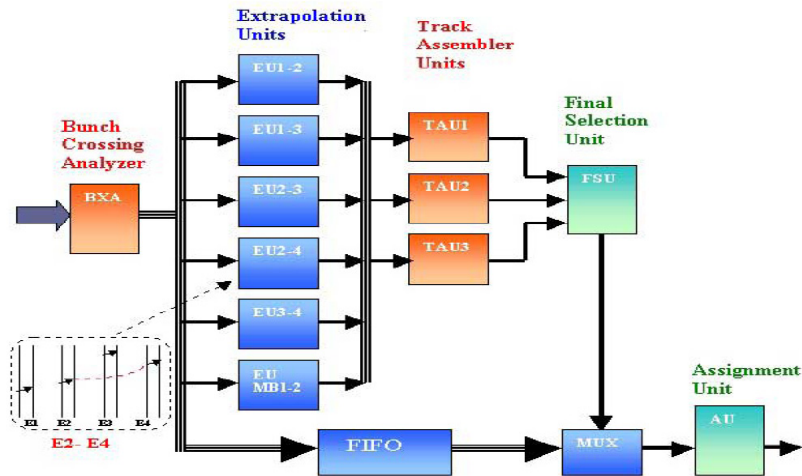 Extrapolation
Units
Track
Assembler
Units
Final
Selection
Unit
Bunch
Crossing
Analyzer
BXA
EU1-2
EU1-3
EU2-3
EU2-4
EU3-4
EU
MB1-2
TAU1
TAU2
TAU3
FSU
E1 E2 E3 E4
E2- E4
FIFO
MUX
Assignment
Unit
AU